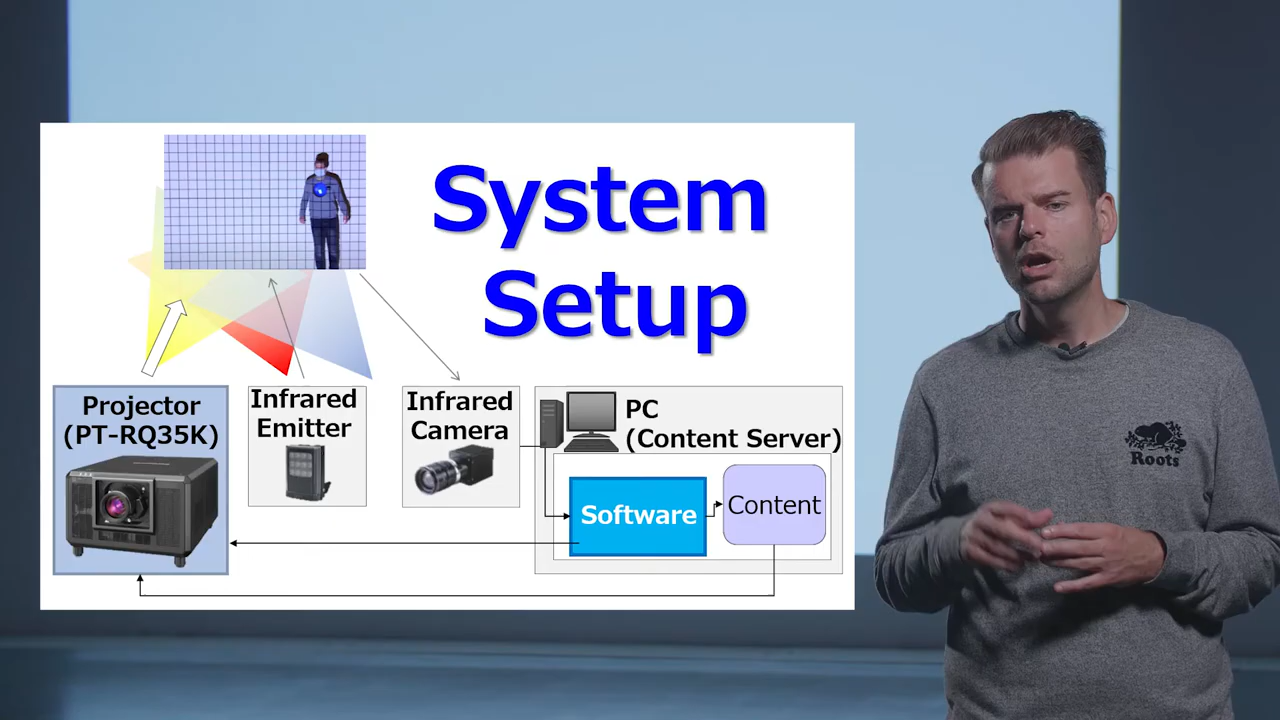 System
Setup
Projector
(PT-RQ35K)
Infrared
Emitter
Infrared
Camera
PC
(Content Server)
Software
Content
Roots